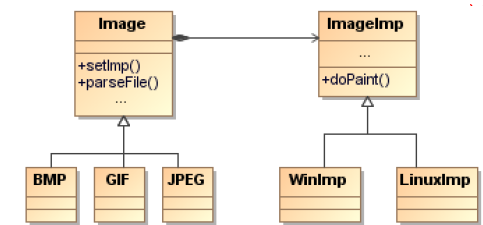 Image
+setImp()
+parseFile()
...
ImageImp
...
+doPaint()
BMP
GIF
JPEG
WinImp
LinuxImp